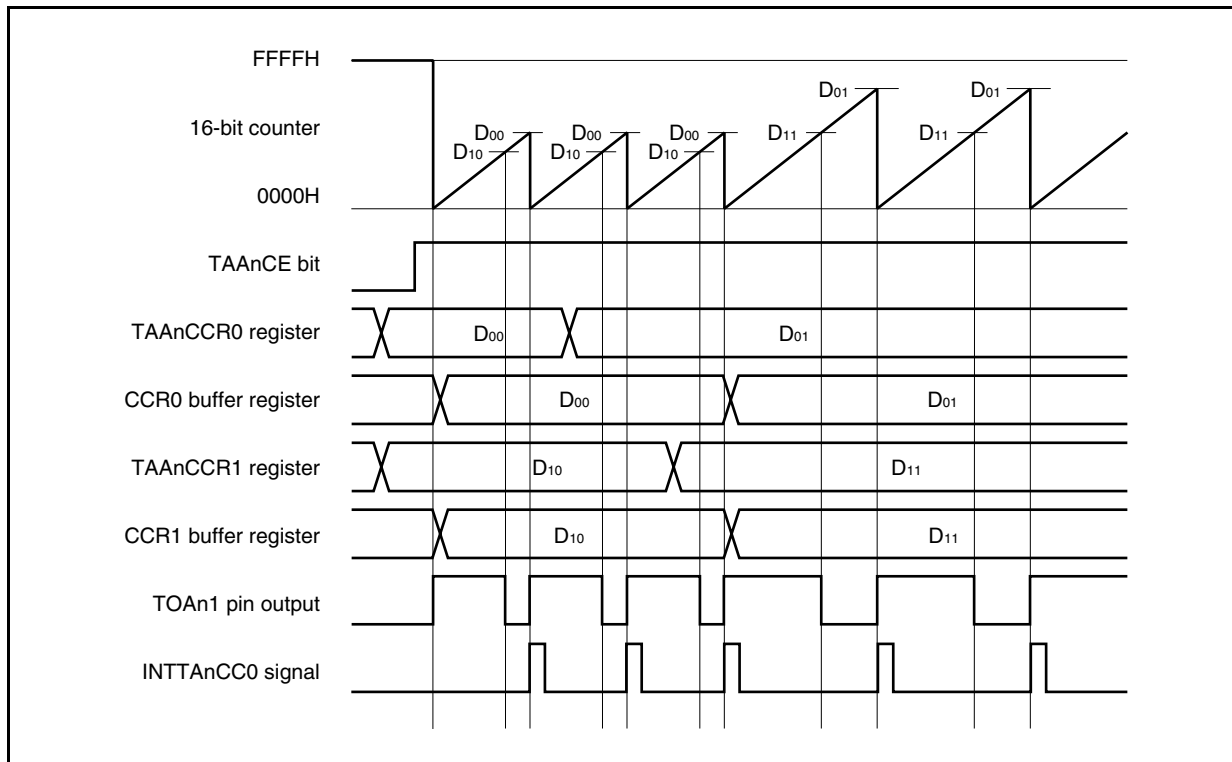 FFFFH
16-bit counter
0000H
D00 D00 D00 D01 D01
D10 D10 D10 D11 D11
TAAnCE bit
TAAnCCR0 register D00 D01
CCR0 buffer register D00 D01
TAAnCCR1 register D10 D11
CCR1 buffer register D10 D11
TOAn1 pin output
INTTAnCC0 signal